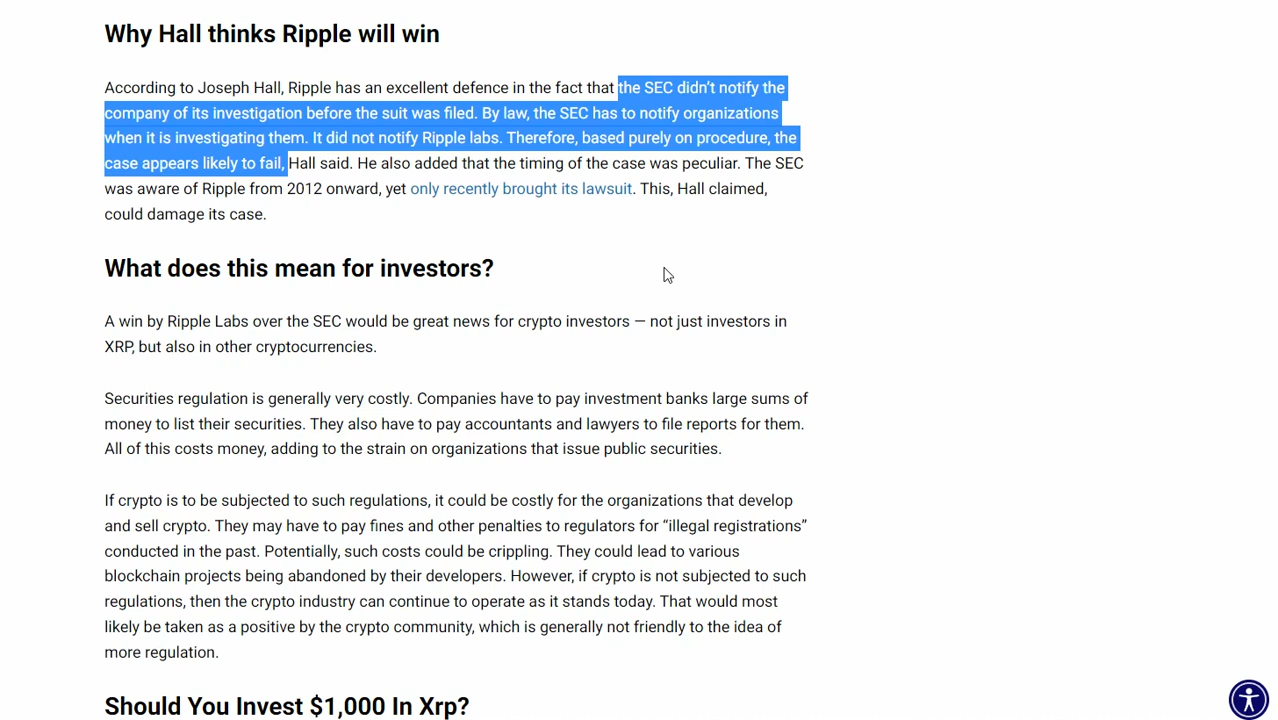 Why Hall thinks Ripple will win
According to Joseph Hall, Ripple has an excellent defence in the fact that the SEC didn’t notify the
company of its investigation before the suit was filed. By law, the SEC has to notify organizations
when it is investigating them. It did not notify Ripple labs. Therefore, based purely on procedure, the
case appears likely to fail, Hall said. He also added that the timing of the case was peculiar. The SEC
was aware of Ripple from 2012 onward, yet only recently brought its lawsuit. This, Hall claimed,
could damage its case.
What does this mean for investors?
A win by Ripple Labs over the SEC would be great news for crypto investors — not just investors in
XRP, but also in other cryptocurrencies.
Securities regulation is generally very costly. Companies have to pay investment banks large sums of
money to list their securities. They also have to pay accountants and lawyers to file reports for them.
All of this costs money, adding to the strain on organizations that issue public securities.
If crypto is to be subjected to such regulations, it could be costly for the organizations that develop
and sell crypto. They may have to pay fines and other penalties to regulators for “illegal registrations”
conducted in the past. Potentially, such costs could be crippling. They could lead to various
blockchain projects being abandoned by their developers. However, if crypto is not subjected to such
regulations, then the crypto industry can continue to operate as it stands today. That would most
likely be taken as a positive by the crypto community, which is generally not friendly to the idea of
more regulation.
Should You Invest $1,000 In Xrp?